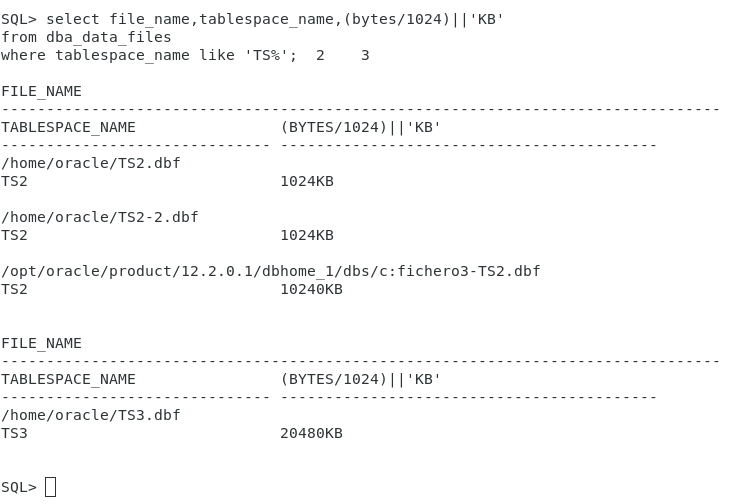 SQL> select file_name,tablespace_name,(bytes/1024)||'KB'
from dba_data_files
where tablespace_name like 'TS%';  2    3

FILE_NAME
--------------------------------------------------------------------------------
TABLESPACE_NAME                (BYTES/1024)||'KB'
------------------------------ ------------------------------------------
/home/oracle/TS2.dbf
TS2                            1024KB

/home/oracle/TS2-2.dbf
TS2                            1024KB

/opt/oracle/product/12.2.0.1/dbhome_1/dbs/c:fichero3-TS2.dbf
TS2                            10240KB


FILE_NAME
--------------------------------------------------------------------------------
TABLESPACE_NAME                (BYTES/1024)||'KB'
------------------------------ ------------------------------------------
/home/oracle/TS3.dbf
TS3                            20480KB


SQL>